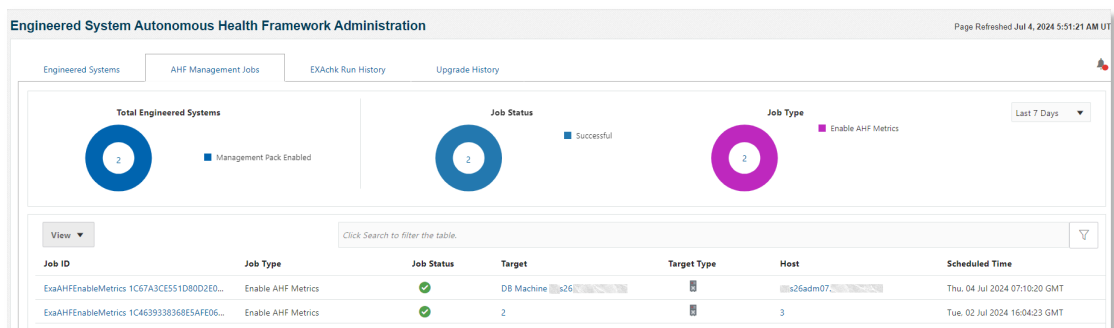 Engineered System Autonomous Health Framework Administration
Page Refreshed Jul 4, 2024 5:51:21 AM UT
Engineered Systems
AHF Management Jobs
EXAchk Run History
Upgrade History
Total Engineered Systems
2
Management Pack Enabled
Job Status
2
Successful
Job Type
2
Enable AHF Metrics
Last 7 Days
View
Click Search to filter the table.
Job ID Job Type Job Status Target Target Type Host Scheduled Time
ExaAHFEnableMetrics 1C67A3CE551D80D2E0... Enable AHF Metrics DB Machine s26 s26adm07. Thu, 04 Jul 2024 07:10:20 GMT
ExaAHFEnableMetrics 1C4639338368E5AFE06... Enable AHF Metrics 2 3 Tue, 02 Jul 2024 16:04:23 GMT